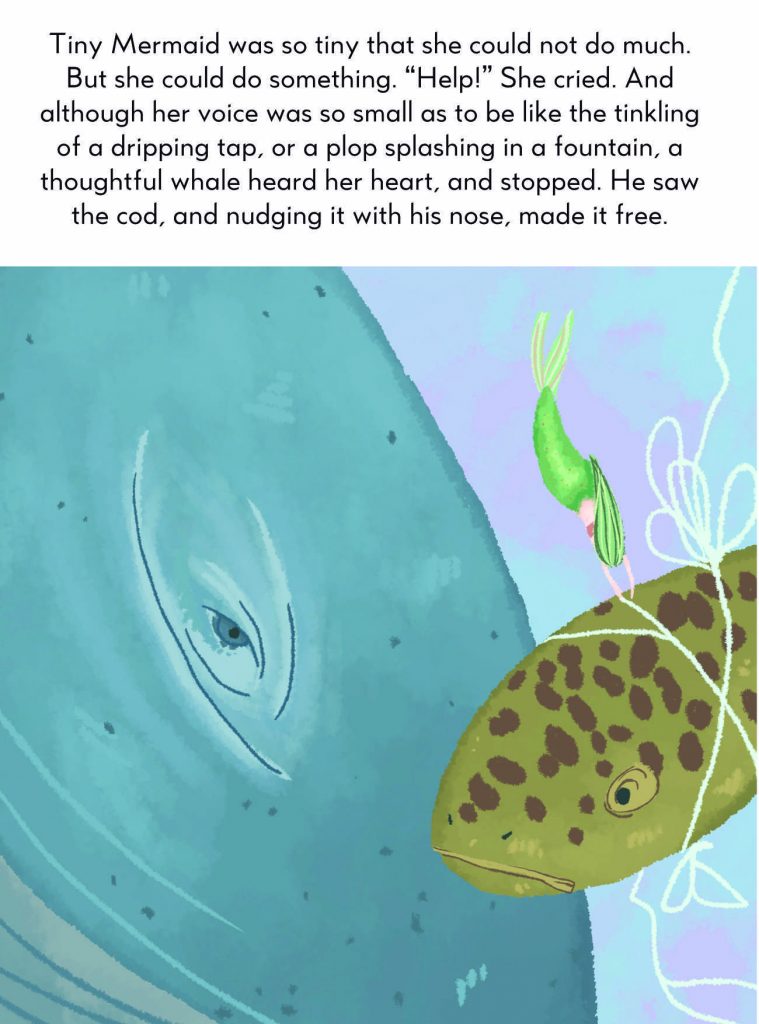 Tiny Mermaid was so tiny that she could not do much.
But she could do something. “Help!” She cried. And
although her voice was so small as to be like the tinkling
of a dripping tap, or a plop splashing in a fountain, a
thoughtful whale heard her heart, and stopped. He saw
the cod, and nudging it with his nose, made it free.